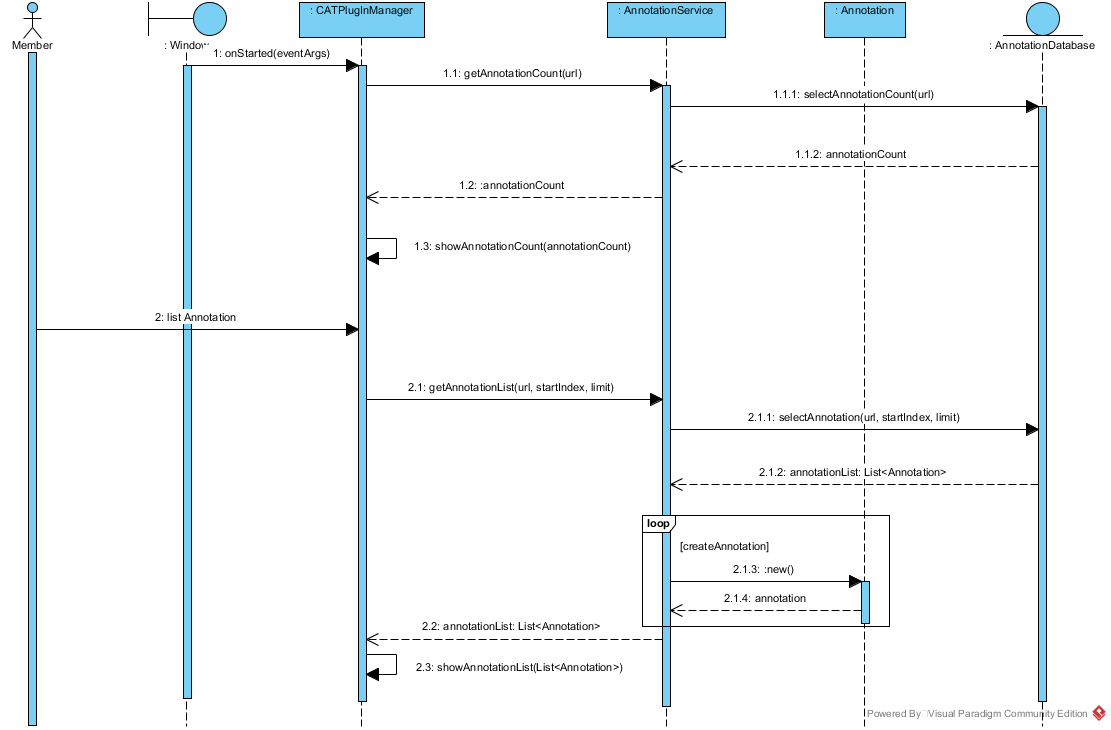 : CATPlugInManager
: AnnotationService
: Annotation
Member
: Window
: AnnotationDatabase
1: onStarted(eventArgs)
1.1: getAnnotationCount(url)
1.1.1: selectAnnotationCount(url)
1.1.2: annotationCount
1.2: :annotationCount
1.3: showAnnotationCount(annotationCount)
2: list Annotation
2.1: getAnnotationList(url, startIndex, limit)
2.1.1: selectAnnotation(url, startIndex, limit)
2.1.2: annotationList: List<Annotation>
loop
[createAnnotation]
2.1.3: :new()
2.1.4: annotation
2.2: annotationList: List<Annotation>
2.3: showAnnotationList(List<Annotation>)
Powered By Visual Paradigm Community Edition